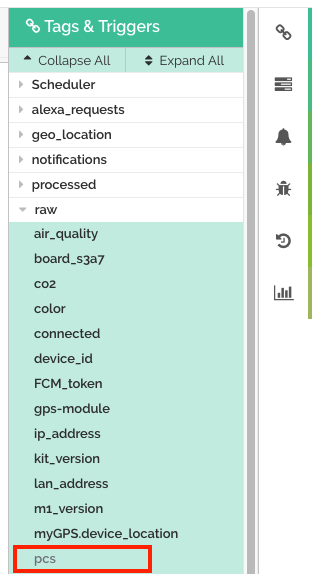 Tags & Triggers
Collapse All Expand All
Scheduler
alexa_requests
geo_location
notifications
processed
raw
air_quality
board_s3a7
co2
color
connected
device_id
FCM_token
gps-module
ip_address
kit_version
lan_address
m1_version
myGPS.device_location
pcs